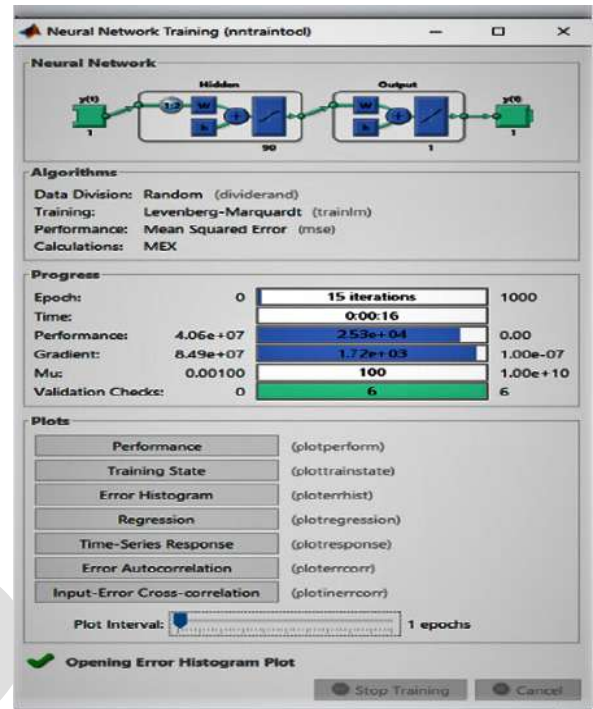 Neural Network Training (nntraintool)
Neural Network
Hidden Output
y(t) 1:2 W + W + y(t)
b b
1 90 1 1
Algorithms
Data Division: Random (dividerand)
Training: Levenberg-Marquardt (trainlm)
Performance: Mean Squared Error (mse)
Calculations: MEX
Progress
Epoch: 0 15 iterations 1000
Time: 0:00:16
Performance: 4.06e+07 2.53e+04 0.00
Gradient: 8.49e+07 1.72e+03 1.00e-07
Mu: 0.00100 100 1.00e+10
Validation Checks: 0 6 6
Plots
Performance (plotperform)
Training State (plottrainstate)
Error Histogram (ploterrhist)
Regression (plotregression)
Time-Series Response (plotresponse)
Error Autocorrelation (ploterrcorr)
Input-Error Cross-correlation (plotinerrcorr)
Plot Interval: 1 epochs
Opening Error Histogram Plot
Stop Training Cancel